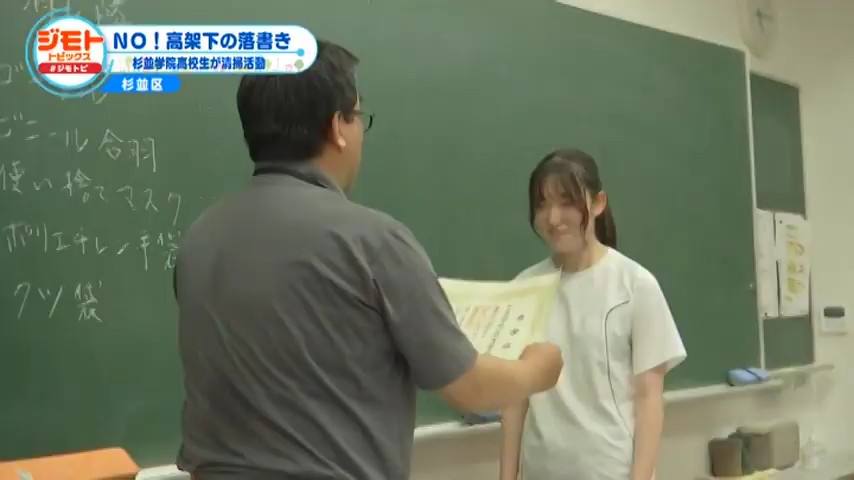 ジモト
トピックス
#ジモトピ
NO！高架下の落書き
杉並学院高校生が清掃活動
杉並区
ビニール合羽
使い捨てマスク
ポリエチレン手袋
クツ袋